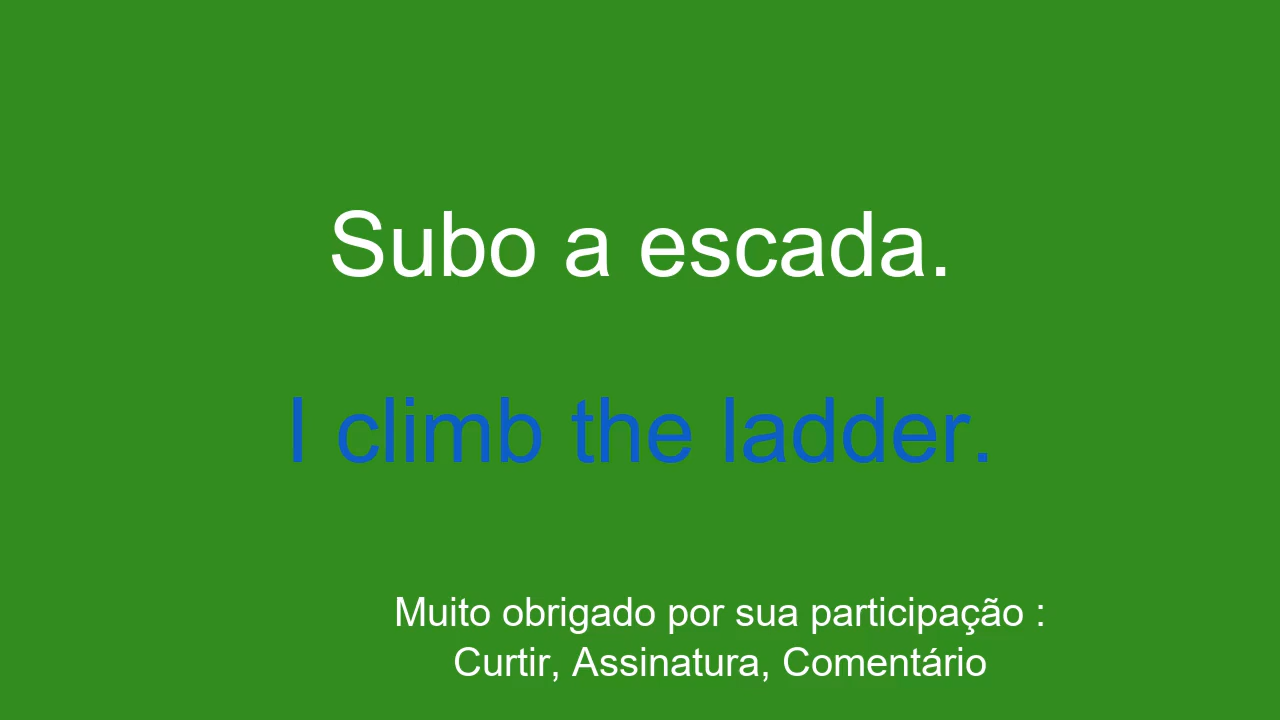 Subo a escada.
I climb the ladder.
Muito obrigado por sua participação :
Curtir, Assinatura, Comentário